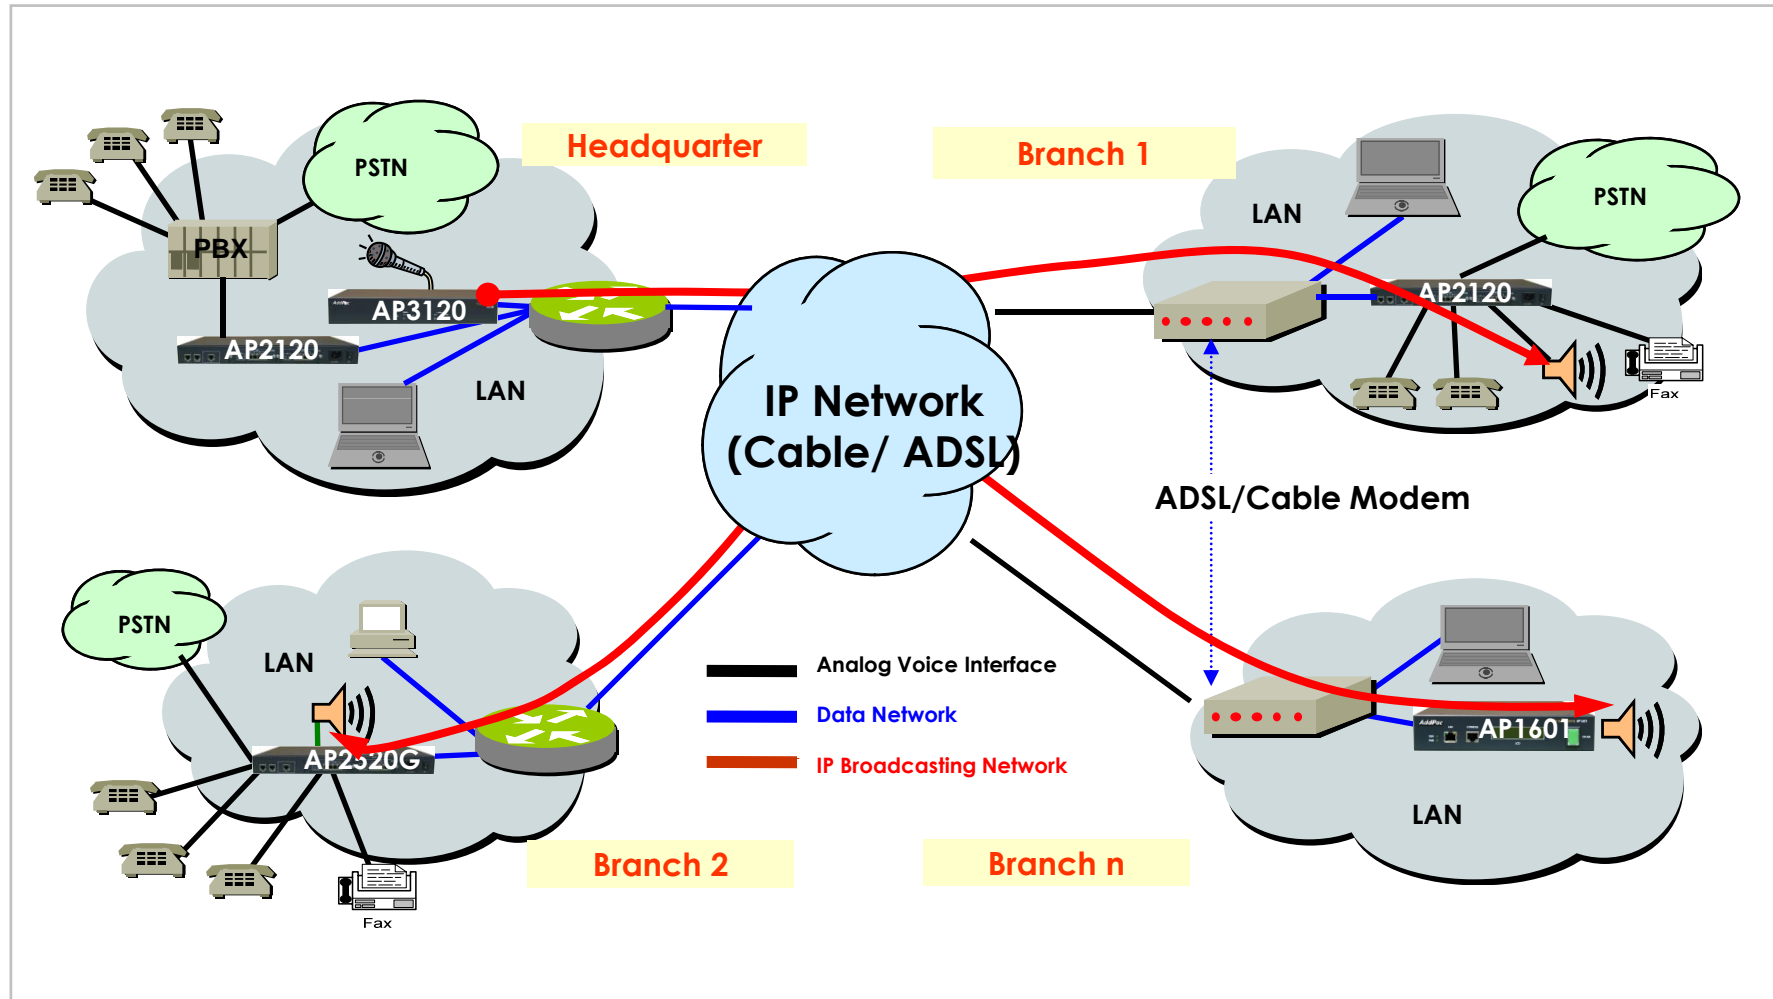 Headquarter
Branch 1
PSTN
PBX
AP3120
AP2120
LAN
LAN
PSTN
AP2120
Fax
IP Network
(Cable/ ADSL)
ADSL/Cable Modem
PSTN
LAN
AP2520G
Fax
Analog Voice Interface
Data Network
IP Broadcasting Network
AddPac
AP1601
LAN
Branch 2
Branch n